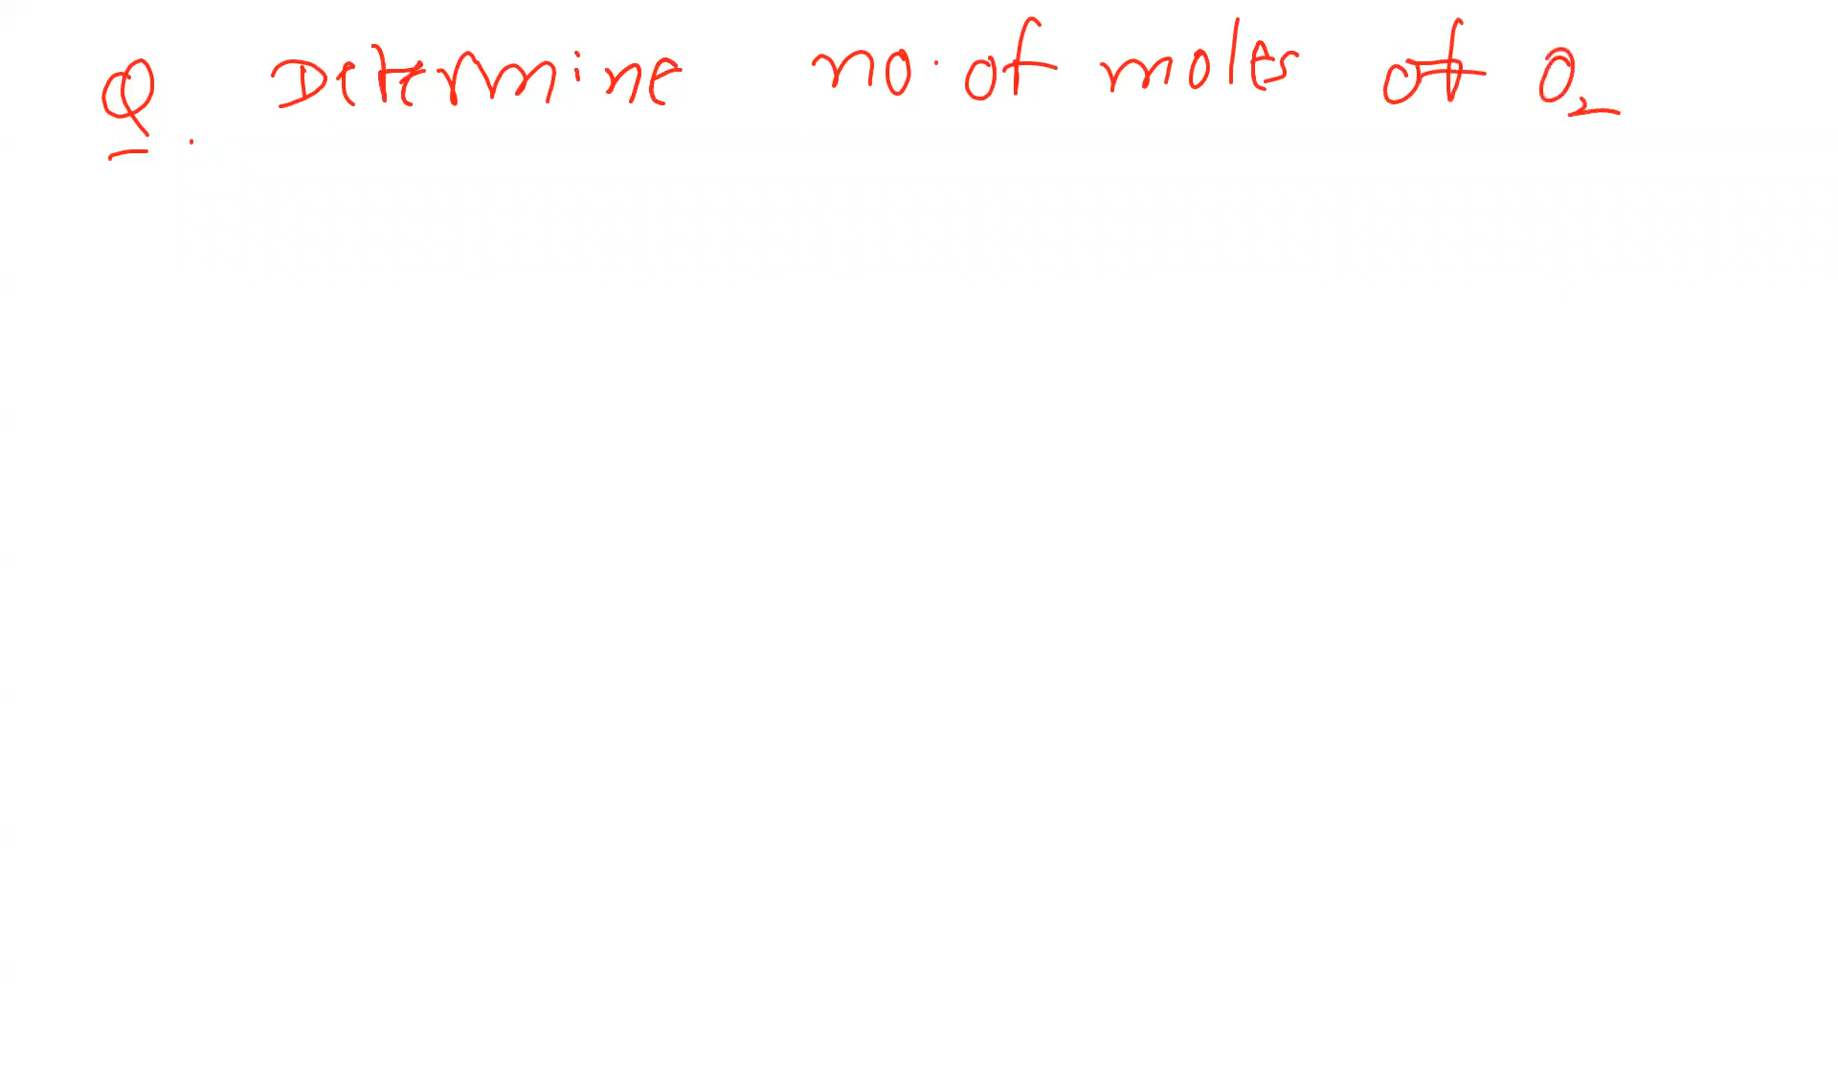 Q. Determine no. of moles of O₂